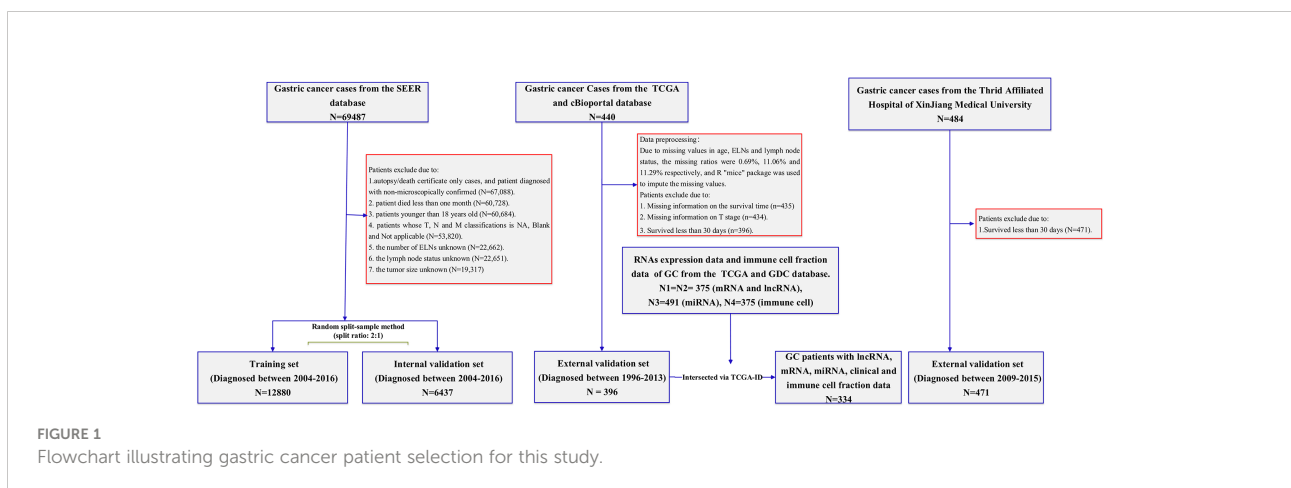 Gastric cancer cases from the SEER
database
N=69487
Patients exclude due to:
1.autopsy/death certificate only cases, and patient diagnosed
with non-microscopically confirmed (N=67,088).
2. patient died less than one month (N=60,728).
3. patients younger than 18 years old (N=60,684).
4. patients whose T, N and M classifications is NA, Blank
and Not applicable (N=53,820).
5. the number of ELNs unknown (N=22,662).
6. the lymph node status unknown (N=22,651).
7. the tumor size unknown (N=19,317)
Random split-sample method
(split ratio: 2:1)
Training set
(Diagnosed between 2004-2016)
N=12880
Internal validation set
(Diagnosed between 2004-2016)
N=6437
Gastric cancer Cases from the TCGA
and cBioportal database
N=440
Data preprocessing:
Due to missing values in age, ELNs and lymph node
status, the missing ratios were 0.69%, 11.06% and
11.29% respectively, and R "mice" package was used
to impute the missing values.
Patients exclude due to:
1. Missing information on the survival time (n=435)
2. Missing information on T stage (n=434).
3. Survived less than 30 days (n=396).
RNAs expression data and immune cell fraction
data of GC from the TCGA and GDC database.
N1=N2= 375 (mRNA and lncRNA),
N3=491 (miRNA), N4=375 (immune cell)
External validation set
(Diagnosed between 1996-2013)
N = 396
Intersected via TCGA-ID
GC patients with lncRNA,
mRNA, miRNA, clinical and
immune cell fraction data
N=334
Gastric cancer cases from the Thrid Affiliated
Hospital of XinJiang Medical University
N=484
Patients exclude due to:
1.Survived less than 30 days (N=471).
External validation set
(Diagnosed between 2009-2015)
N=471
FIGURE 1
Flowchart illustrating gastric cancer patient selection for this study.